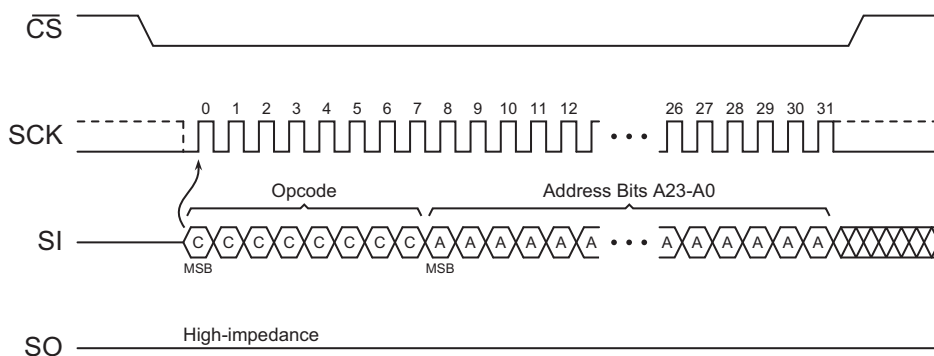 CS
0 1 2 3 4 5 6 7 8 9 10 11 12 26 27 28 29 30 31
SCK
Opcode Address Bits A23-A0
SI C C C C C C C C A A A A A A A A A A A A
MSB MSB
High-impedance
SO